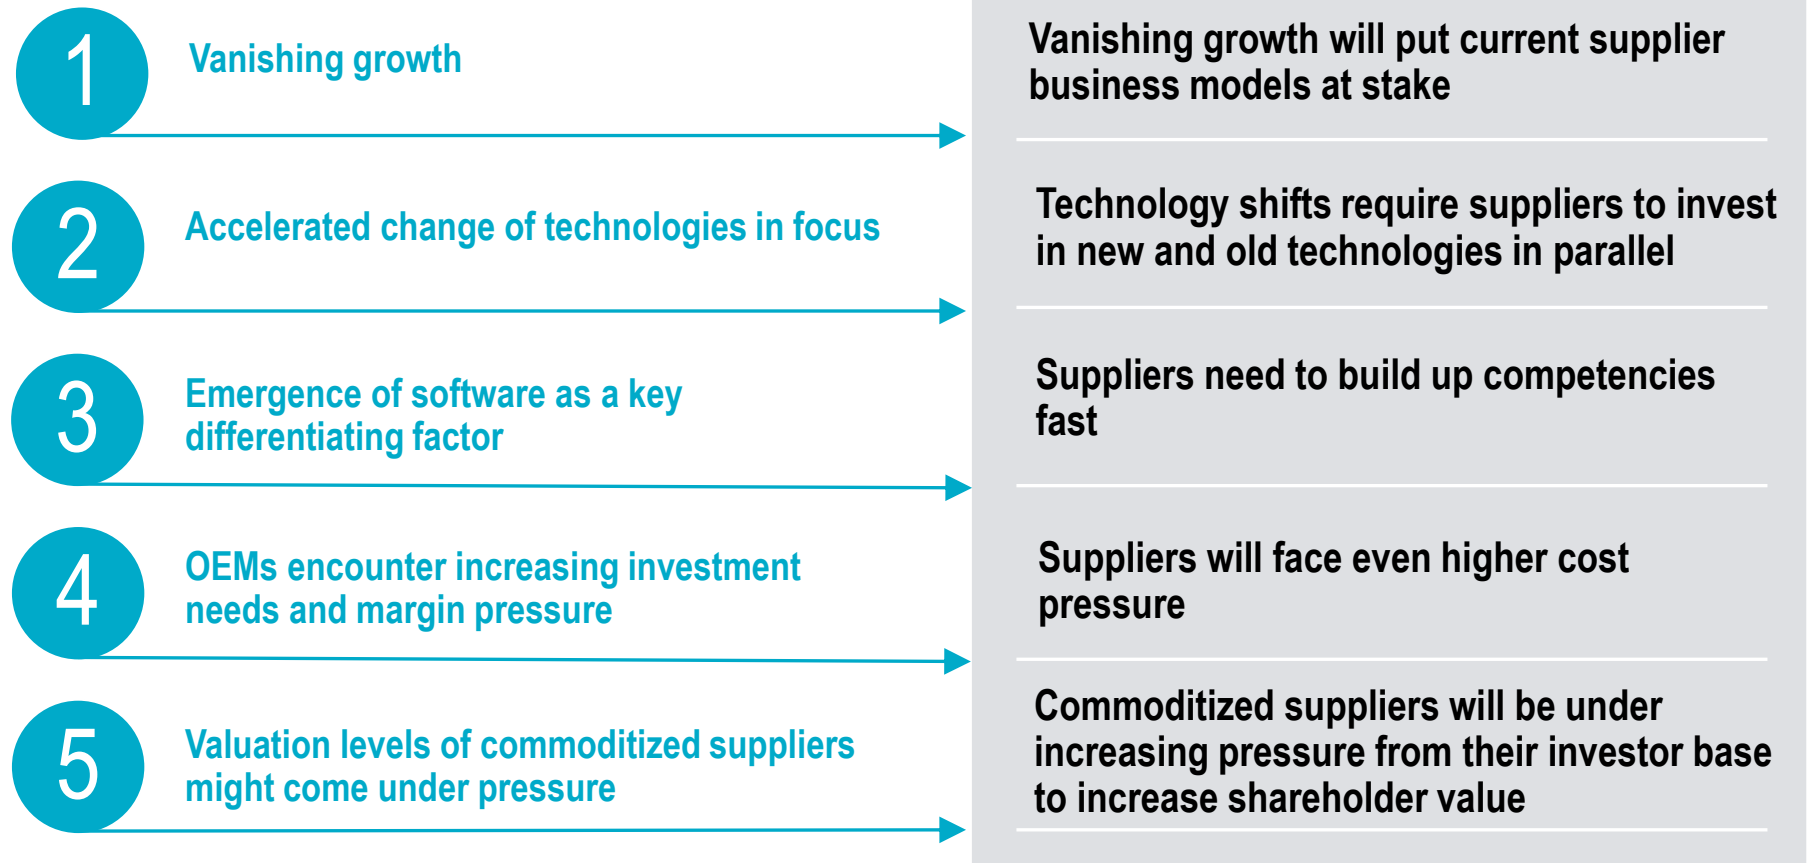 1
Vanishing growth
Vanishing growth will put current supplier
business models at stake
2
Accelerated change of technologies in focus
Technology shifts require suppliers to invest
in new and old technologies in parallel
3
Emergence of software as a key
differentiating factor
Suppliers need to build up competencies
fast
4
OEMs encounter increasing investment
needs and margin pressure
Suppliers will face even higher cost
pressure
5
Valuation levels of commoditized suppliers
might come under pressure
Commoditized suppliers will be under
increasing pressure from their investor base
to increase shareholder value